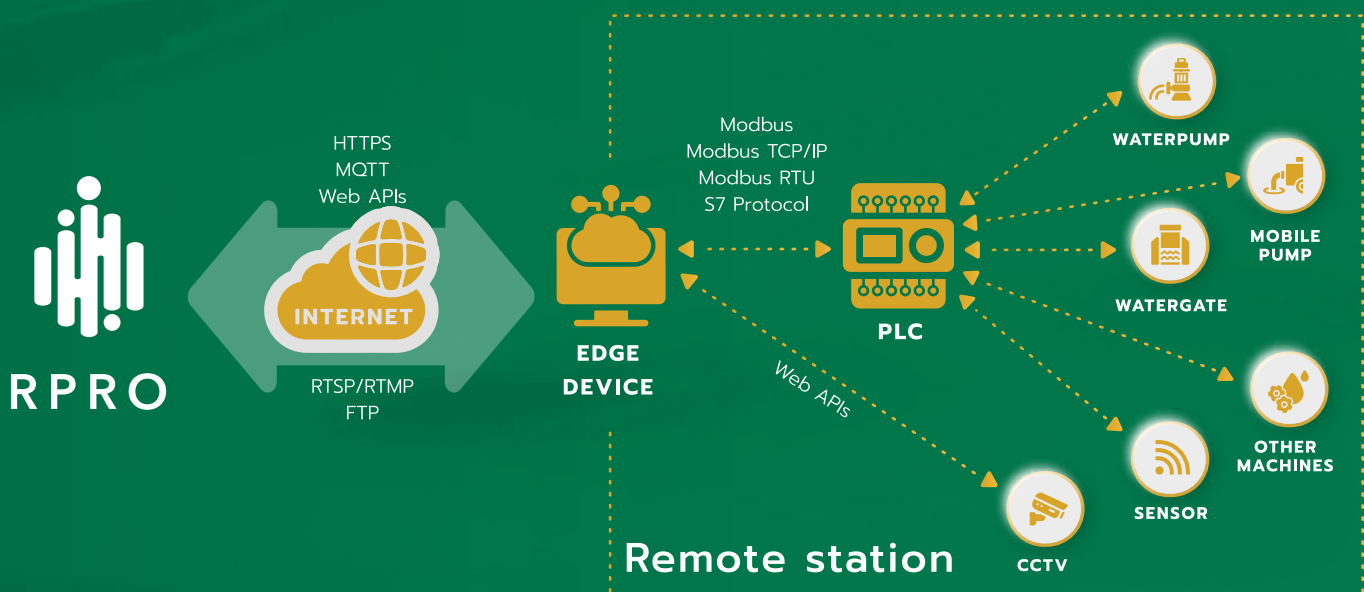 RPRO
HTTPS
MQTT
Web APIs
INTERNET
RTSP/RTMP
FTP
EDGE
DEVICE
Modbus
Modbus TCP/IP
Modbus RTU
S7 Protocol
PLC
Web APIs
WATERPUMP
MOBILE
PUMP
WATERGATE
OTHER
MACHINES
SENSOR
CCTV
Remote station